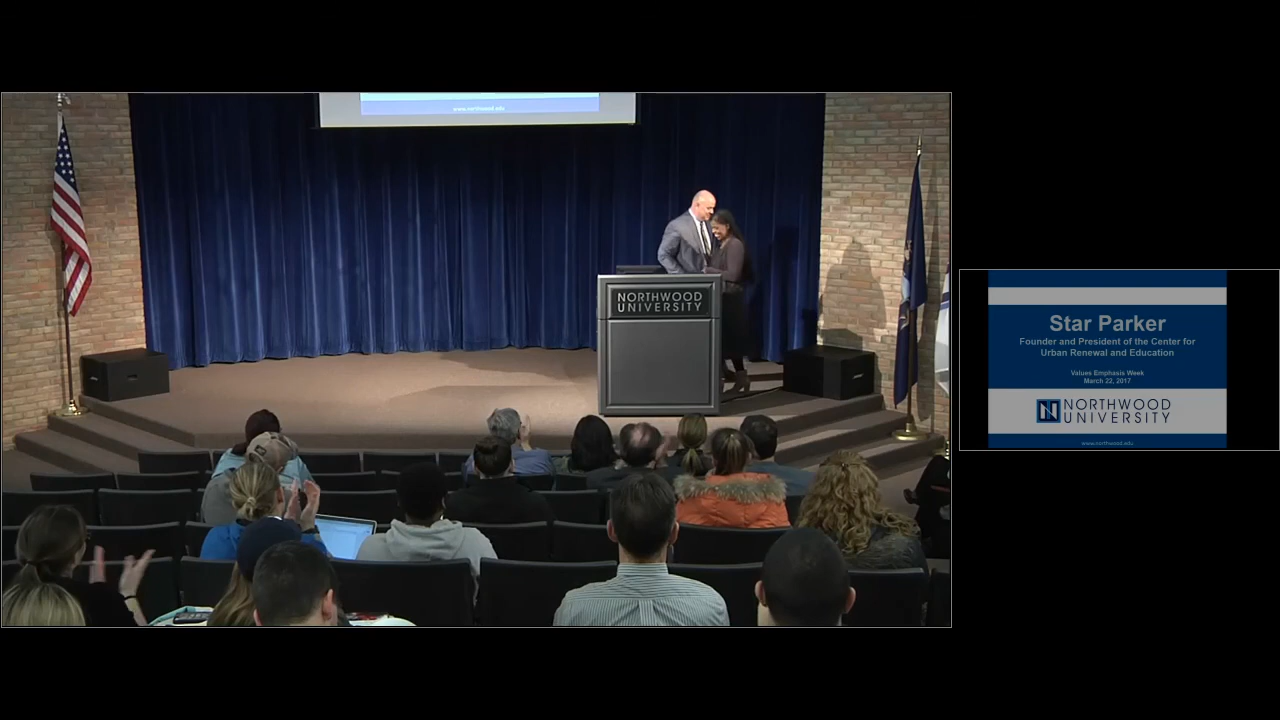 www.northwood.edu
NORTHWOOD
UNIVERSITY
Star Parker
Founder and President of the Center for
Urban Renewal and Education
Values Emphasis Week
March 22, 2017
N
NORTHWOOD
UNIVERSITY
www.northwood.edu